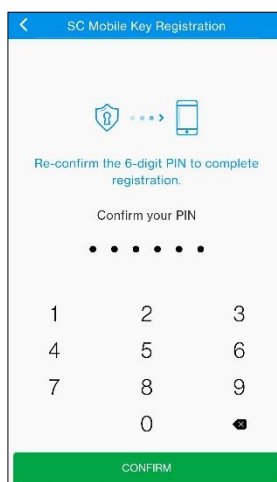 SC Mobile Key Registration
Re-confirm the 6-digit PIN to complete
registration.
Confirm your PIN
1 2 3
4 5 6
7 8 9
0
CONFIRM